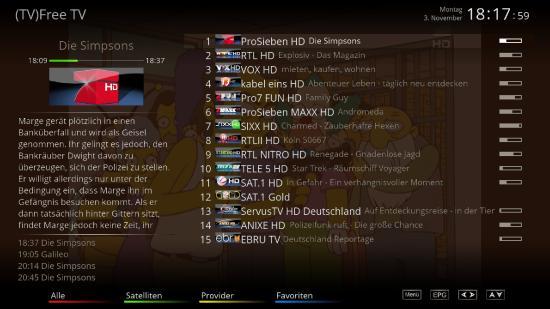 (TV)Free TV
Montag
3. November
18:17:59
Die Simpsons
18:09
18:37
HD
Marge gerät plötzlich in einen
Banküberfall und wird als Geisel
genommen. Ihr gelingt es jedoch, den
Bankräuber Dwight davon zu
überzeugen, sich der Polizei zu stellen.
Er willigt allerdings nur unter der
Bedingung ein, dass Marge ihn im
Gefängnis besuchen kommt. Als er
dann tatsächlich hinter Gittern sitzt,
findet Marge jedoch keine Zeit, ihr
18:37 Die Simpsons
19:05 Galileo
20:14 Die Simpsons
20:45 Die Simpsons
1 ProSieben HD Die Simpsons
2 RTL HD Explosiv - Das Magazin
3 VOX HD mieten, kaufen, wohnen
4 kabel eins HD Abenteuer Leben - täglich neu entdecken
5 Pro7 FUN HD Family Guy
6 ProSieben MAXX HD Andromeda
7 SIXX HD Charmed - Zauberhafte Hexen
8 RTLII HD Köln 50667
9 RTL NITRO HD Renegade - Gnadenlose Jagd
10 TELE 5 HD Star Trek - Raumschiff Voyager
11 SAT.1 HD In Gefahr - Ein verhängnisvoller Moment
12 SAT.1 Gold
13 ServusTV HD Deutschland Auf Entdeckungsreise - in der Tier
14 ANIXE HD Polizeifunk ruft - Die große Chance
15 EBRU TV Deutschland Reportage
HD
Alle
Satelliten
Provider
Favoriten
Menü
EPG